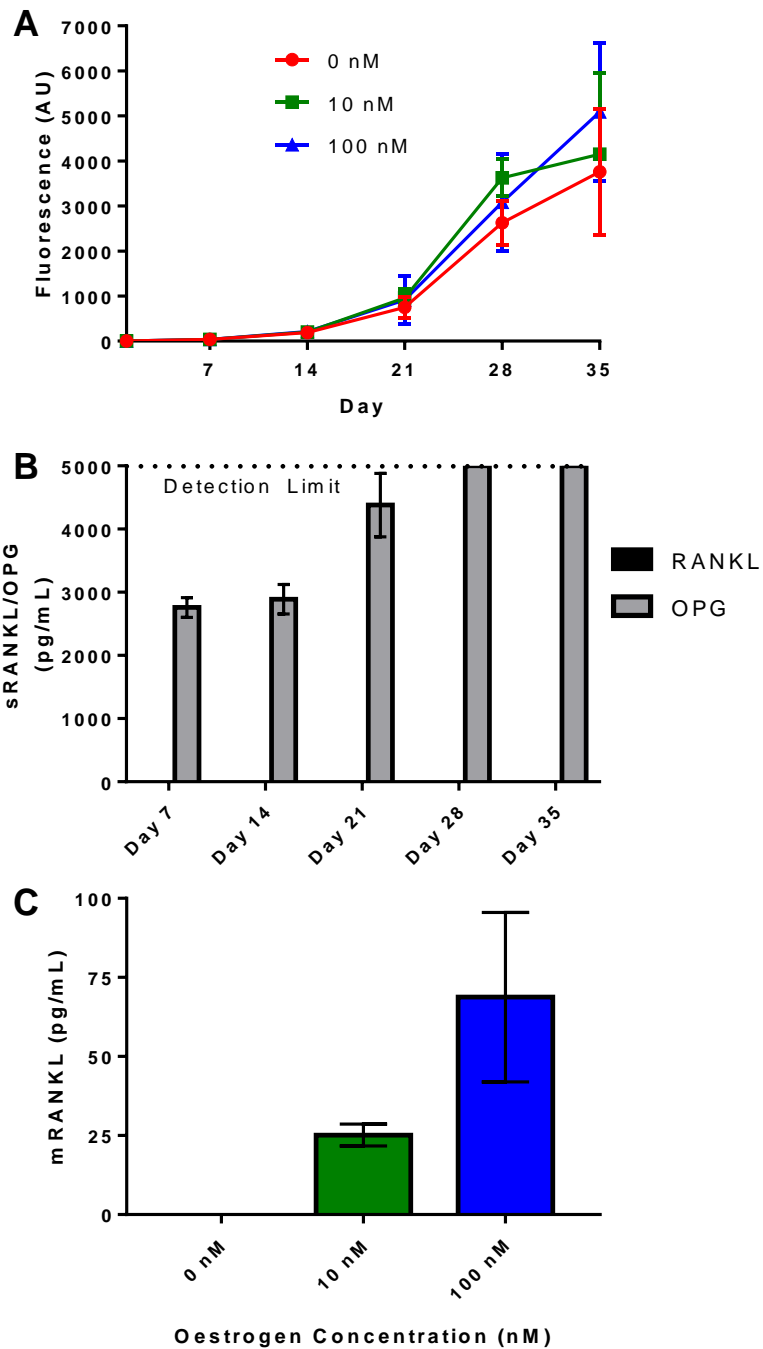 A
7000
6000
5000
4000
3000
2000
1000
0
Fluorescence (AU)
0 nM
10 nM
100 nM
7
14
21
28
35
Day
B
5000
4000
3000
2000
1000
0
sRANKL/OPG
(pg/mL)
Detection Limit
RANKL
OPG
Day 7
Day 14
Day 21
Day 28
Day 35
C
100
75
50
25
0
mRANKL (pg/mL)
0 nM
10 nM
100 nM
Oestrogen Concentration (nM)